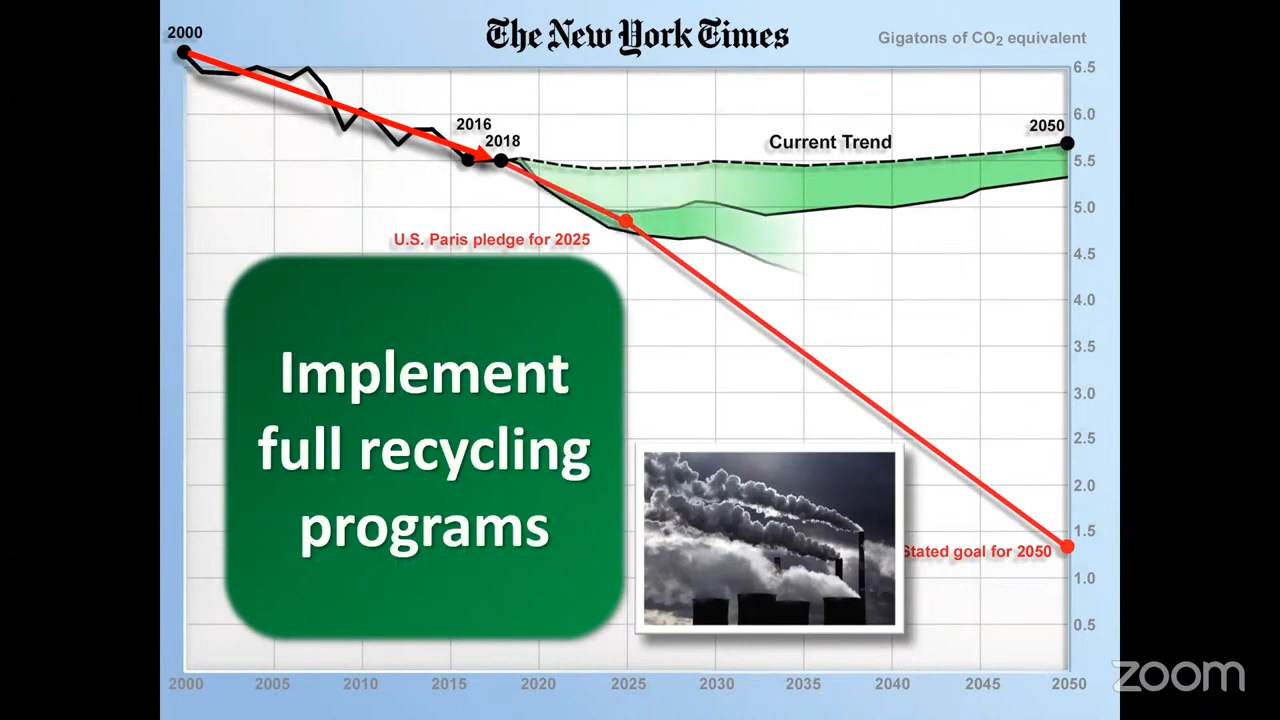 The New York Times
Gigatons of CO₂ equivalent
2000
6.5
6.0
2016
2018
Current Trend
2050
5.5
5.0
U.S. Paris pledge for 2025
4.5
4.0
3.5
3.0
2.5
2.0
1.5
1.0
0.5
Implement
full recycling
programs
Stated goal for 2050
2000 2005 2010 2015 2020 2025 2030 2035 2040 2045 2050
zoom